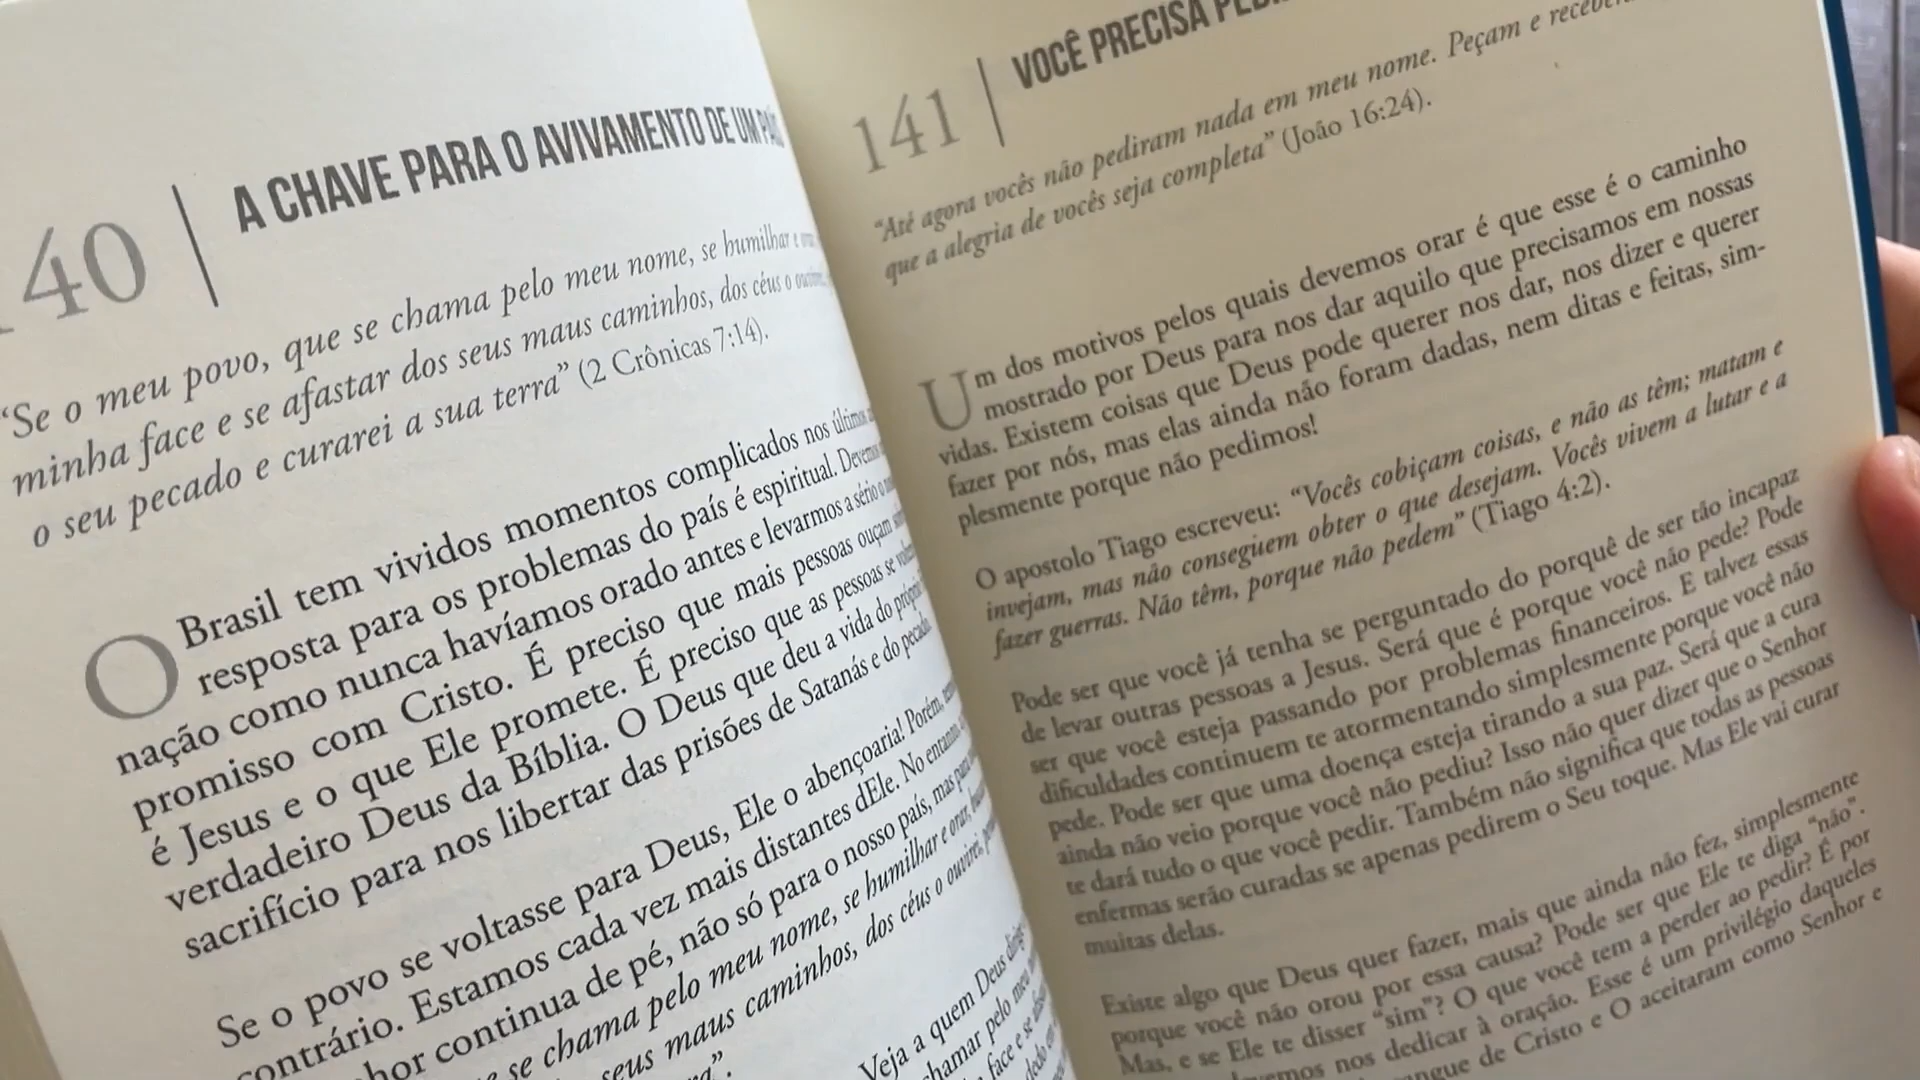 40 | A CHAVE PARA O AVIVAMENTO DE UM
“Se o meu povo, que se chama pelo meu nome, se humilhar e
minha face e se afastar dos seus maus caminhos, dos céus o
o seu pecado e curarei a sua terra” (2 Crônicas 7:14).
O Brasil tem vividos momentos complicados nos últimos
resposta para os problemas do país é espiritual.
nação como nunca havíamos orado antes e levarmos a sério o
promisso com Cristo. É preciso que mais pessoas ouçam
é Jesus e o que Ele promete. É preciso que as pessoas se
verdadeiro Deus da Bíblia. O Deus que deu a vida do próprio
sacrifício para nos libertar das prisões de Satanás e do pecado.
Se o povo se voltasse para Deus, Ele o abençoaria! Porém,
contrário. Estamos cada vez mais distantes dEle. No entanto,
continua de pé, não só para o nosso país, mas para
se chama pelo meu nome, se humilhar e orar,
seus maus caminhos, dos céus o ouvirei,
Veja a quem Deus
chamar pelo meu
face e se
141 | VOCÊ PRECISA
“Até agora vocês não pediram nada em meu nome. Peçam e
que a alegria de vocês seja completa” (João 16:24).
Um dos motivos pelos quais devemos orar é que esse é o caminho
mostrado por Deus para nos dar aquilo que precisamos em nossas
vidas. Existem coisas que Deus pode querer nos dar, nos dizer e querer
fazer por nós, mas elas ainda não foram dadas, nem ditas e feitas, sim-
plesmente porque não pedimos!
O apostolo Tiago escreveu: “Vocês cobiçam coisas, e não as têm; matam e
invejam, mas não conseguem obter o que desejam. Vocês vivem a lutar e a
fazer guerras. Não têm, porque não pedem” (Tiago 4:2).
Pode ser que você já tenha se perguntado do porquê de ser tão incapaz
de levar outras pessoas a Jesus. Será que é porque você não pede? Pode
ser que você esteja passando por problemas financeiros. E talvez essas
dificuldades continuem te atormentando simplesmente porque você não
pede. Pode ser que uma doença esteja tirando a sua paz. Será que a cura
ainda não veio porque você não pediu? Isso não quer dizer que o Senhor
te dará tudo o que você pedir. Também não significa que todas as pessoas
enfermas serão curadas se apenas pedirem o Seu toque. Mas Ele vai curar
muitas delas.
Existe algo que Deus quer fazer, mais que ainda não fez, simplesmente
porque você não orou por essa causa? Pode ser que Ele te diga “não”.
Mas, e se Ele te disser “sim”? O que você tem a perder ao pedir? É por
nos dedicar à oração. Esse é um privilégio daqueles
de Cristo e O aceitaram como Senhor e